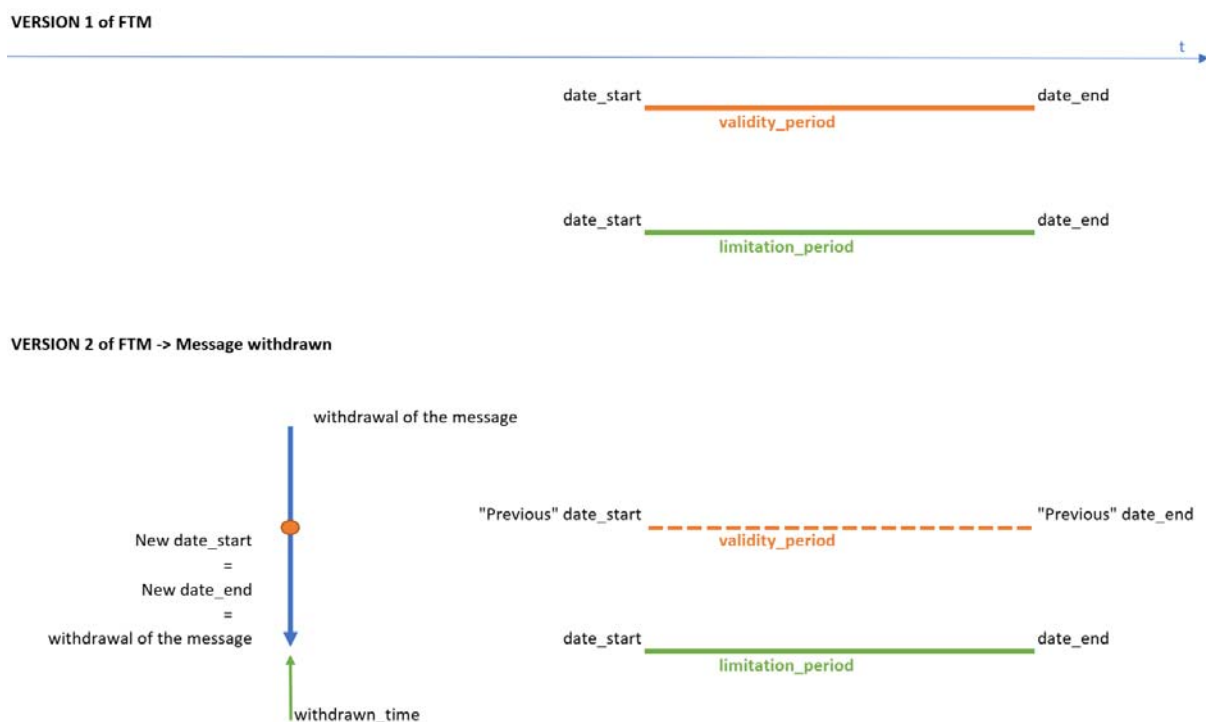 VERSION 1 of FTM
t
date_start
date_end
validity_period
date_start
date_end
limitation_period
VERSION 2 of FTM -> Message withdrawn
withdrawal of the message
"Previous" date_start
"Previous" date_end
validity_period
New date_start
=
New date_end
=
withdrawal of the message
date_start
date_end
limitation_period
withdrawn_time